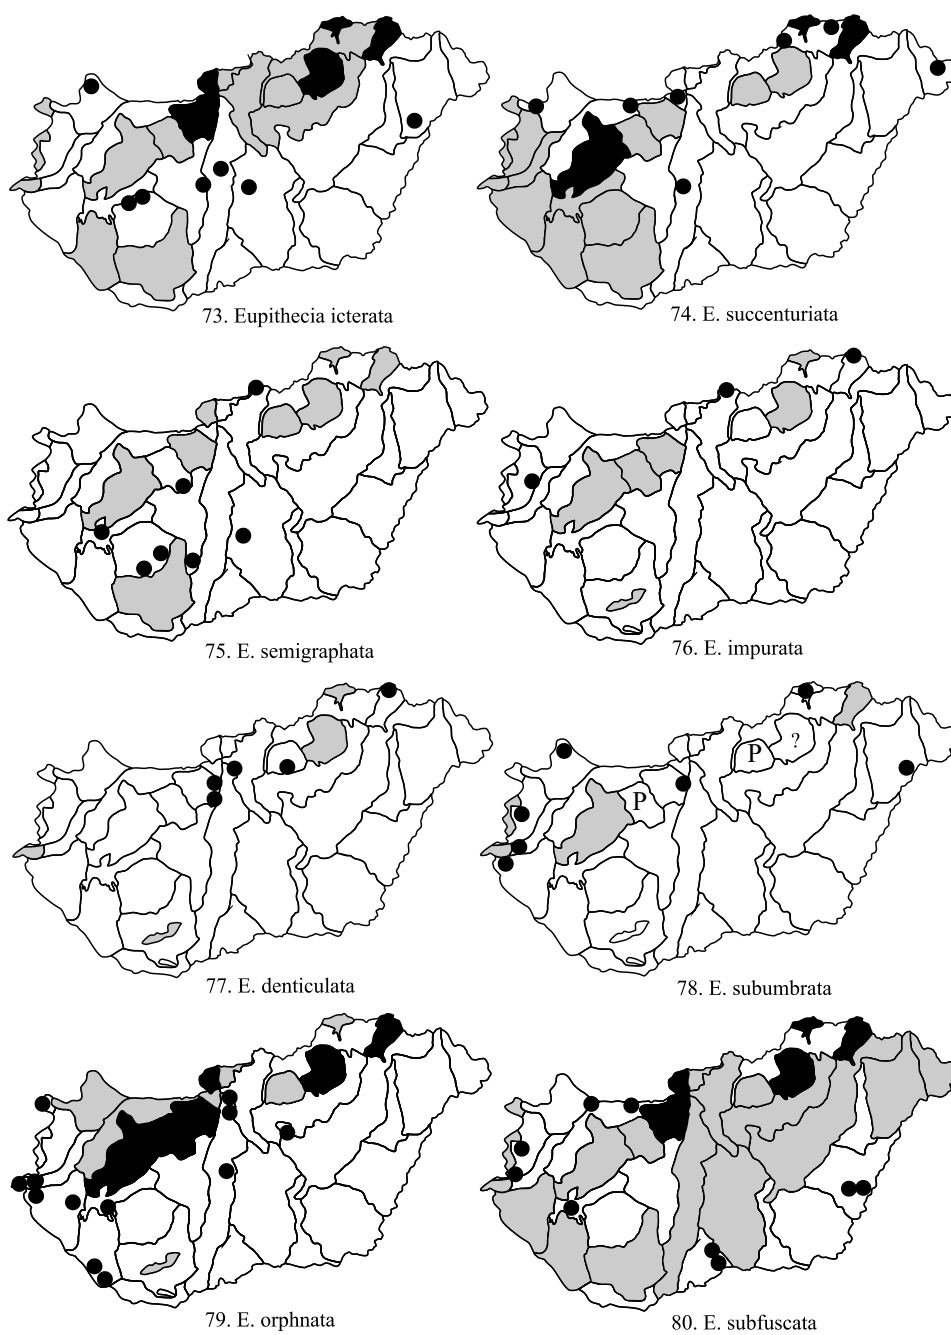 73. Eupithecia icterata
74. E. succenturiata
75. E. semigraphata
76. E. impurata
P
?
P
77. E. denticulata
78. E. subumbrata
79. E. orphnata
80. E. subfuscata